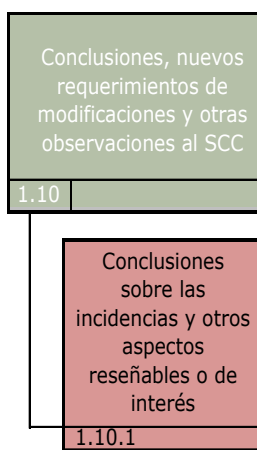 Conclusiones, nuevos
requerimientos de
modificaciones y otras
observaciones al SCC
1.10
Conclusiones
sobre las
incidencias y otros
aspectos
reseñables o de
interés
1.10.1